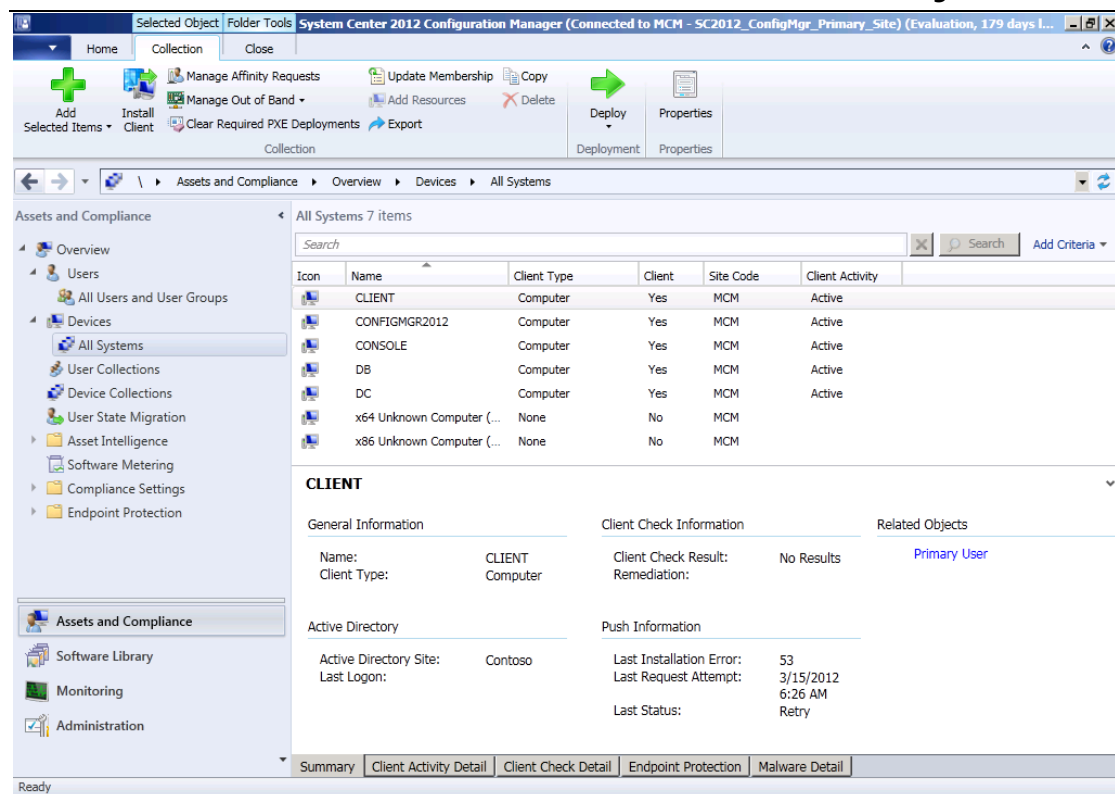 Selected Object Folder Tools System Center 2012 Configuration Manager (Connected to MCM - SC2012_ConfigMgr_Primary_Site) (Evaluation, 179 days l...
Home Collection Close
Add Selected Items
Install Client
Manage Affinity Requests
Manage Out of Band
Clear Required PXE Deployments
Update Membership
Add Resources
Export
Copy
Delete
Deploy
Properties
Collection Deployment Properties
\ Assets and Compliance Overview Devices All Systems
Assets and Compliance
Overview
Users
All Users and User Groups
Devices
All Systems
User Collections
Device Collections
User State Migration
Asset Intelligence
Software Metering
Compliance Settings
Endpoint Protection
Assets and Compliance
Software Library
Monitoring
Administration
All Systems 7 items
Search Search Add Criteria
Icon Name Client Type Client Site Code Client Activity
CLIENT Computer Yes MCM Active
CONFIGMGR2012 Computer Yes MCM Active
CONSOLE Computer Yes MCM Active
DB Computer Yes MCM Active
DC Computer Yes MCM Active
x64 Unknown Computer (... None No MCM
x86 Unknown Computer (... None No MCM
CLIENT
General Information
Name: CLIENT
Client Type: Computer
Client Check Information
Client Check Result: No Results
Remediation:
Related Objects
Primary User
Active Directory
Active Directory Site: Contoso
Last Logon:
Push Information
Last Installation Error: 53
Last Request Attempt: 3/15/2012
6:26 AM
Last Status: Retry
Summary Client Activity Detail Client Check Detail Endpoint Protection Malware Detail
Ready